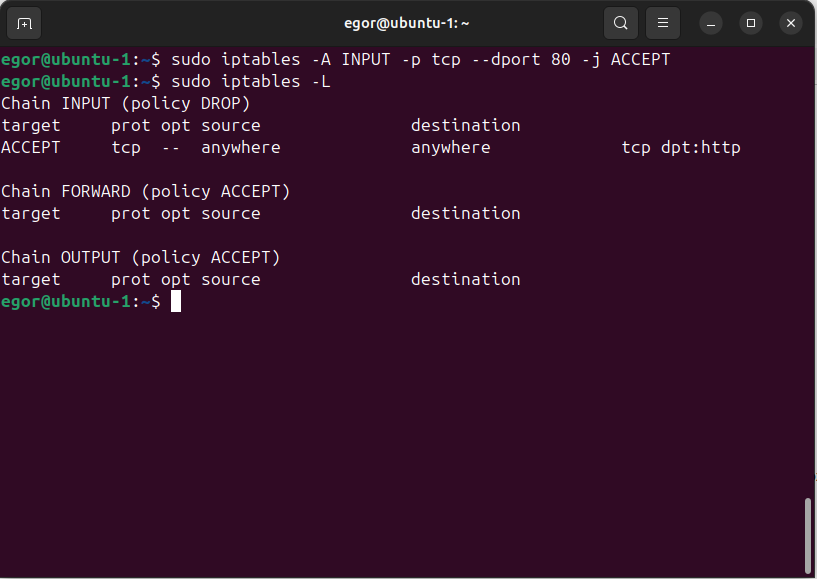 egor@ubuntu-1: ~
egor@ubuntu-1:~$ sudo iptables -A INPUT -p tcp --dport 80 -j ACCEPT
egor@ubuntu-1:~$ sudo iptables -L
Chain INPUT (policy DROP)
target     prot opt source               destination
ACCEPT     tcp  --  anywhere             anywhere             tcp dpt:http
Chain FORWARD (policy ACCEPT)
target     prot opt source               destination
Chain OUTPUT (policy ACCEPT)
target     prot opt source               destination
egor@ubuntu-1:~$